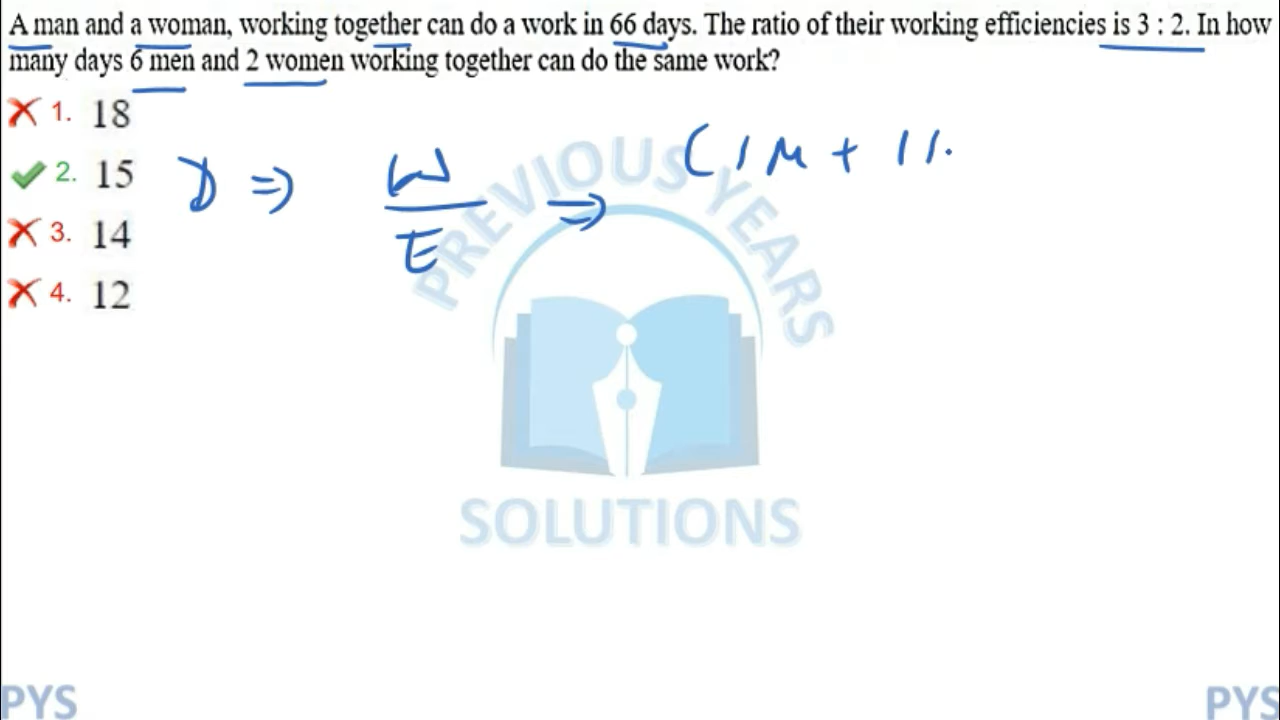 A man and a woman, working together can do a work in 66 days. The ratio of their working efficiencies is 3 : 2. In how
many days 6 men and 2 women working together can do the same work?
1. 18
2. 15
3. 14
4. 12
D ⇒ W/E ⇒ (1M + 1
PREVIOUS YEARS
SOLUTIONS
PYS
PYS